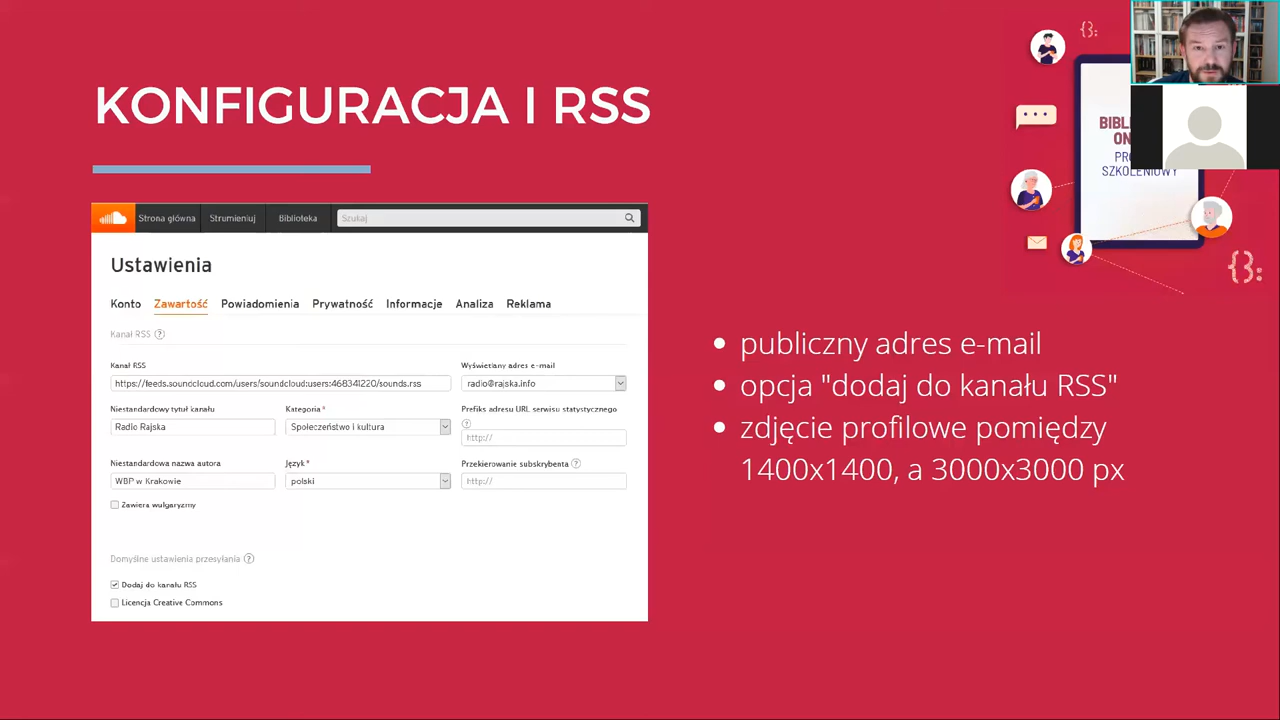 KONFIGURACJA I RSS
Strona główna
Strumieniuj
Biblioteka
Szukaj
Ustawienia
Konto
Zawartość
Powiadomienia
Prywatność
Informacje
Analiza
Reklama
Kanał RSS ?
Kanał RSS
https://feeds.soundcloud.com/users/soundcloud:users:468341220/sounds.rss
Wyświetlany adres e-mail
radio@rajska.info
Niestandardowy tytuł kanału
Radio Rajska
Kategoria *
Społeczeństwo i kultura
Prefiks adresu URL serwisu statystycznego
?
http://
Niestandardowa nazwa autora
WBP w Krakowie
Język *
polski
Przekierowanie subskrybenta ?
http://
Zawiera wulgaryzmy
Domyślne ustawienia przesyłania ?
Dodaj do kanału RSS
Licencja Creative Commons
• publiczny adres e-mail
• opcja "dodaj do kanału RSS"
• zdjęcie profilowe pomiędzy
1400x1400, a 3000x3000 px
SZKOLENIOWY